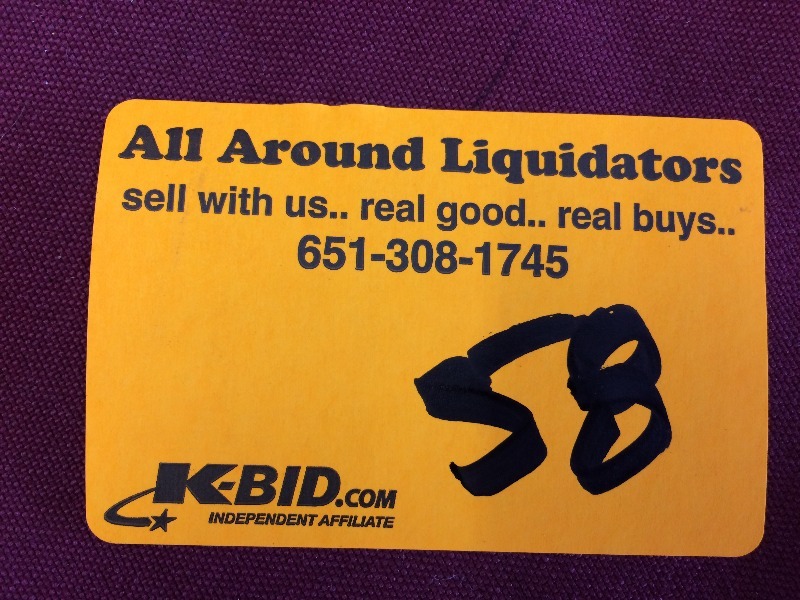 All Around Liquidators
sell with us.. real good.. real buys..
651-308-1745
58
K-BID.COM
INDEPENDENT AFFILIATE